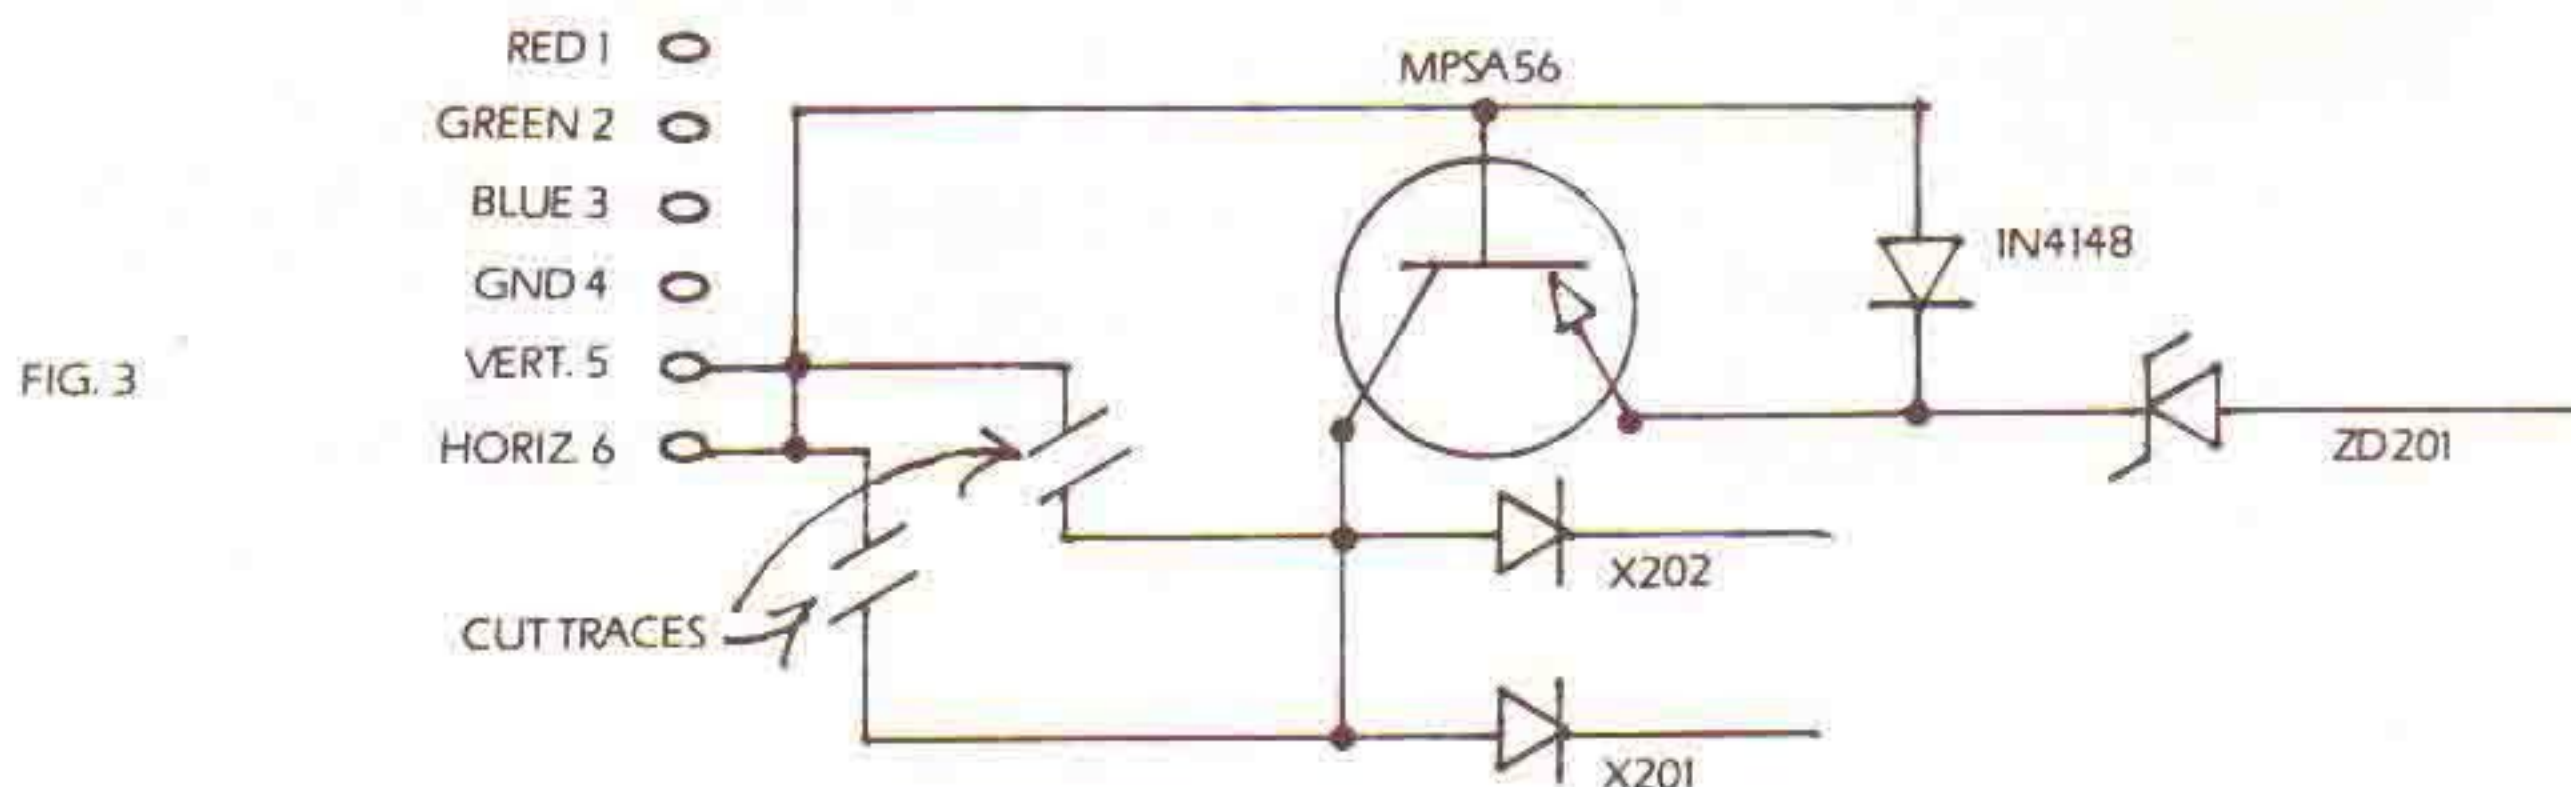 RED 1
GREEN 2
BLUE 3
GND 4
VERT. 5
HORIZ. 6
FIG. 3
CUT TRACES
MPSA56
1N4148
ZD201
X202
X201